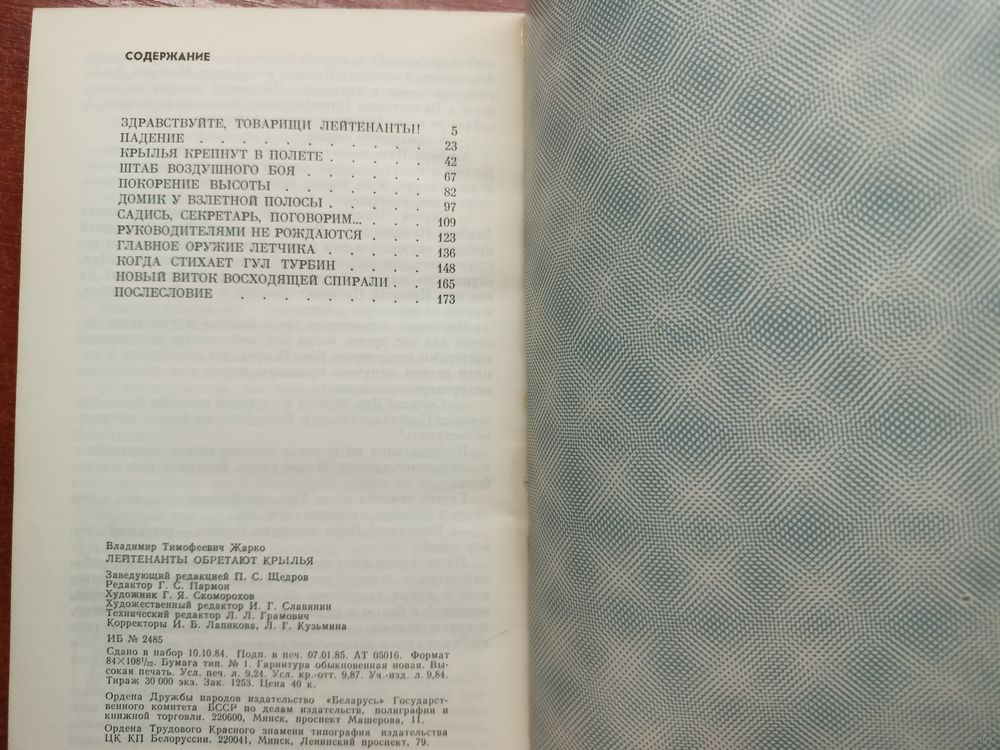 СОДЕРЖАНИЕ
ЗДРАВСТВУЙТЕ, ТОВАРИЩИ ЛЕЙТЕНАНТЫ! 5
ПАДЕНИЕ . . . . . . . . . . . 23
КРЫЛЬЯ КРЕПНУТ В ПОЛЕТЕ . . . . . 42
ШТАБ ВОЗДУШНОГО БОЯ . . . . . . 67
ПОКОРЕНИЕ ВЫСОТЫ . . . . . . . 82
ДОМИК У ВЗЛЕТНОЙ ПОЛОСЫ . . . . . 97
САДИСЬ, СЕКРЕТАРЬ, ПОГОВОРИМ... . . . 109
РУКОВОДИТЕЛЯМИ НЕ РОЖДАЮТСЯ . . . 123
ГЛАВНОЕ ОРУЖИЕ ЛЕТЧИКА . . . . . 136
КОГДА СТИХАЕТ ГУЛ ТУРБИН . . . . 148
НОВЫЙ ВИТОК ВОСХОДЯЩЕЙ СПИРАЛИ . . 165
ПОСЛЕСЛОВИЕ . . . . . . . . 173
Владимир Тимофеевич Жарко
ЛЕЙТЕНАНТЫ ОБРЕТАЮТ КРЫЛЬЯ
Заведующий редакцией П. С. Щедров
Редактор Г. С. Пармон
Художник Г. Я. Скоморохов
Художественный редактор И. Г. Славянин
Технический редактор Л. Л. Грамович
Корректоры И. Б. Лапикова, Л. Г. Кузьмина
ИБ № 2485
Сдано в набор 10.10.84. Подп. в печ. 07.01.85. АТ 05016. Формат
84×108¹/₃₂. Бумага тип. № 1. Гарнитура обыкновенная новая. Вы-
сокая печать. Усл. печ. л. 9,24. Усл. кр.-отт. 9,87. Уч.-изд. л. 9,84.
Тираж 30 000 экз. Зак. 1253. Цена 40 к.
Ордена Дружбы народов издательство «Беларусь» Государст-
венного комитета БССР по делам издательств, полиграфии и
книжной торговли. 220600, Минск, проспект Машерова, 11.
Ордена Трудового Красного знамени типография издательства
ЦК КП Белоруссии. 220041, Минск, Ленинский проспект, 79.